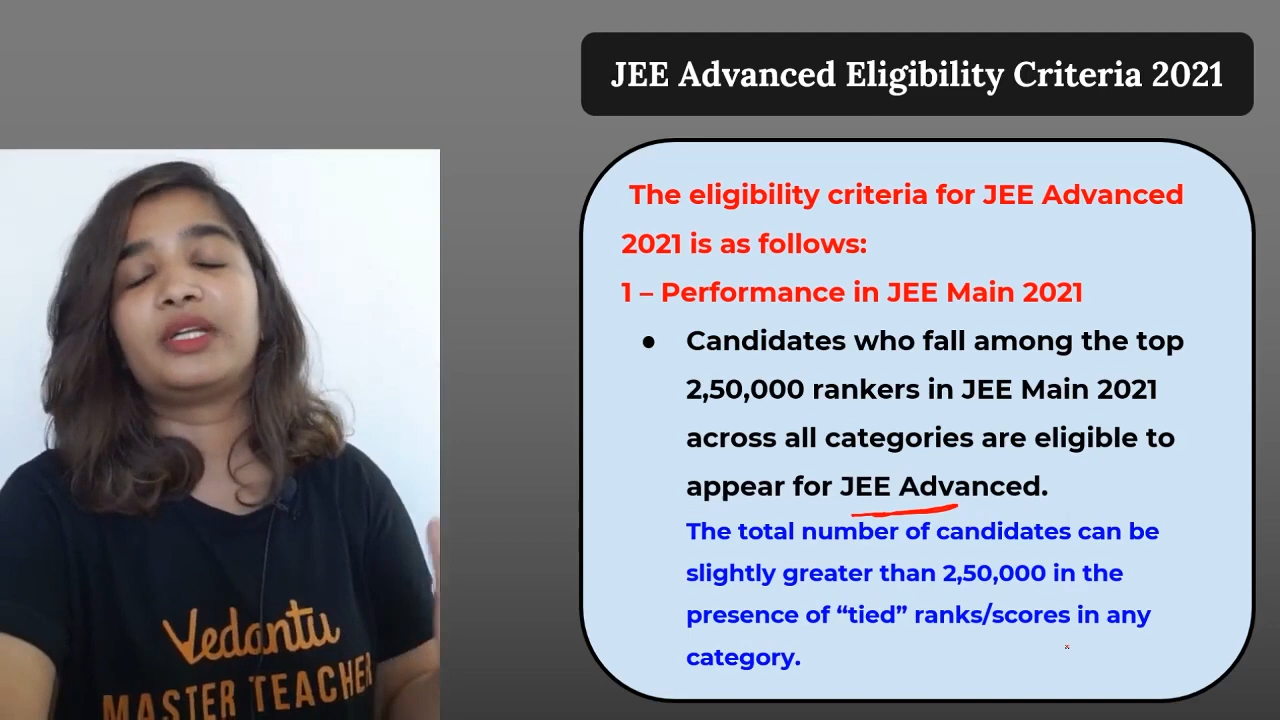 JEE Advanced Eligibility Criteria 2021
The eligibility criteria for JEE Advanced
2021 is as follows:
1 – Performance in JEE Main 2021
● Candidates who fall among the top
2,50,000 rankers in JEE Main 2021
across all categories are eligible to
appear for JEE Advanced.
The total number of candidates can be
slightly greater than 2,50,000 in the
presence of “tied” ranks/scores in any
category.
Vedantu
MASTER TEACHER